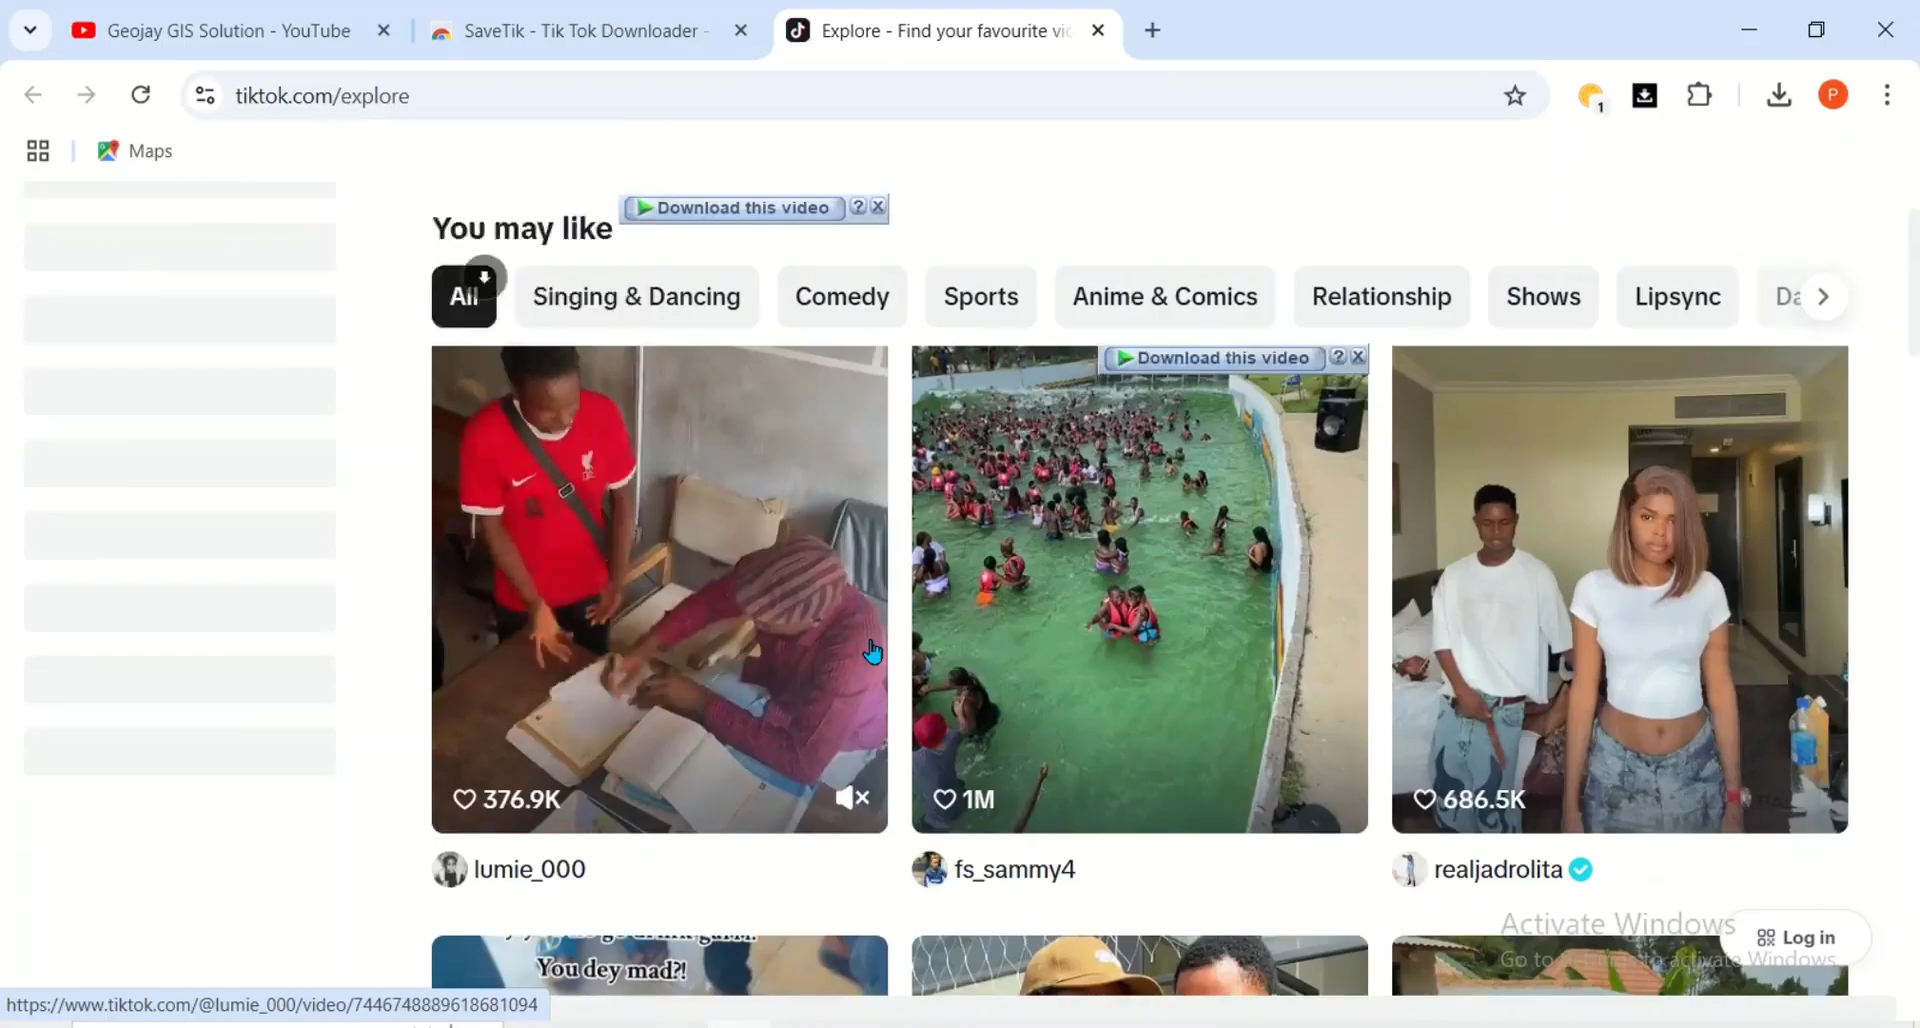 Geojay GIS Solution - YouTube
SaveTik - Tik Tok Downloader -
Explore - Find your favourite vi
tiktok.com/explore
1
P
Maps
Download this video ?
You may like
All
Singing & Dancing
Comedy
Sports
Anime & Comics
Relationship
Shows
Lipsync
Da
Download this video ?
376.9K
1M
686.5K
lumie_000
fs_sammy4
realjadrolita
You dey mad?!
Activate Windows
Log in
https://www.tiktok.com/@lumie_000/video/7446748889618681094